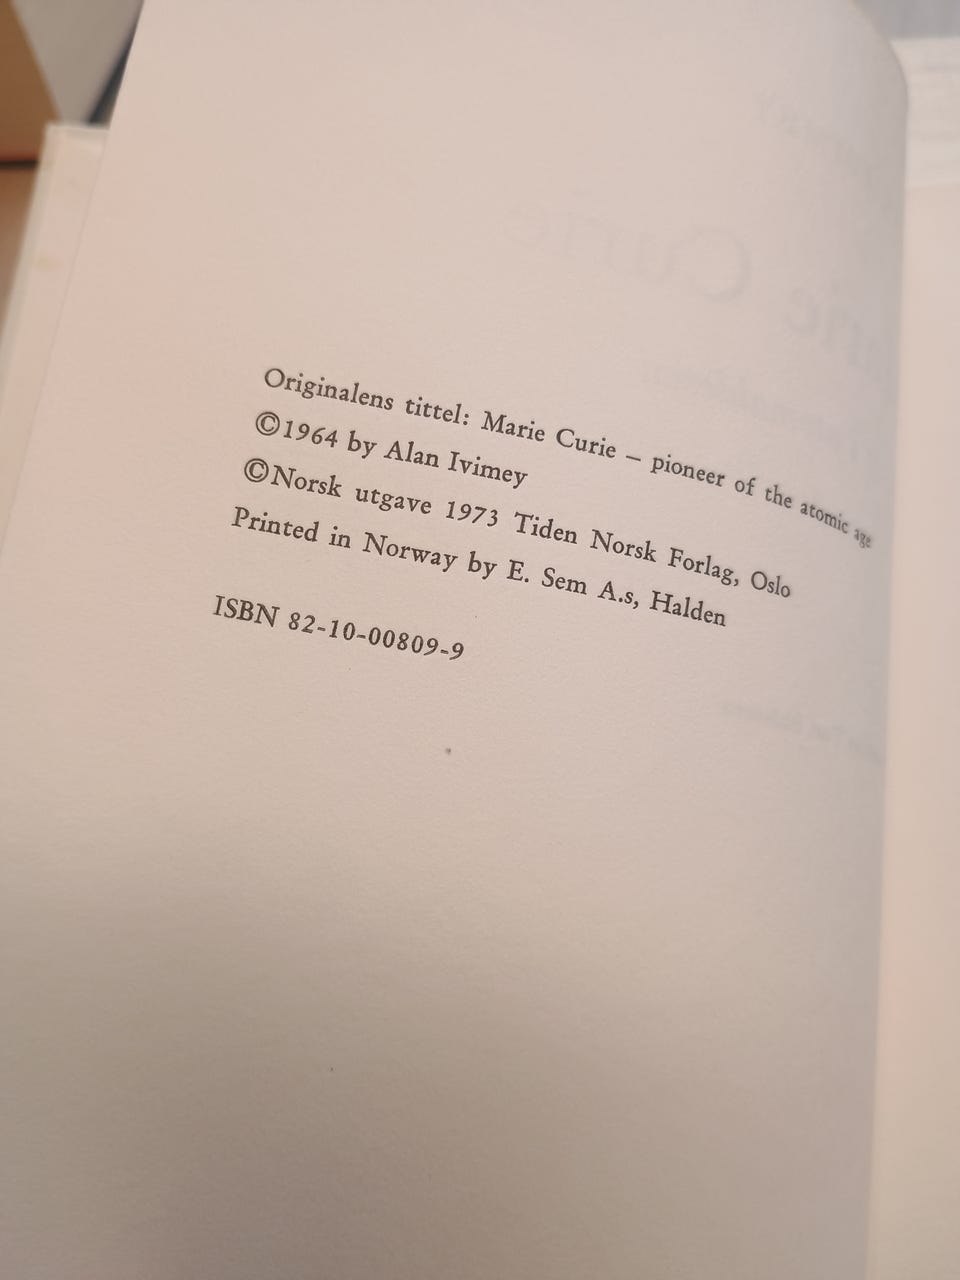 Originalens tittel: Marie Curie – pioneer of the atomic age
©1964 by Alan Ivimey
©Norsk utgave 1973 Tiden Norsk Forlag, Oslo
Printed in Norway by E. Sem A.s, Halden
ISBN 82-10-00809-9